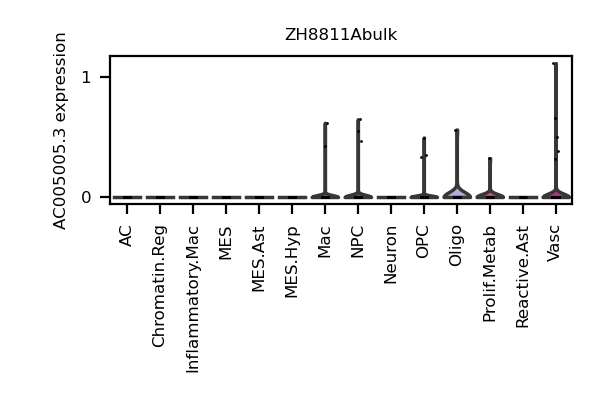 ZH8811Abulk
AC005005.3 expression
1
0
AC
Chromatin.Reg
Inflammatory.Mac
MES
MES.Ast
MES.Hyp
Mac
NPC
Neuron
OPC
Oligo
Prolif.Metab
Reactive.Ast
Vasc